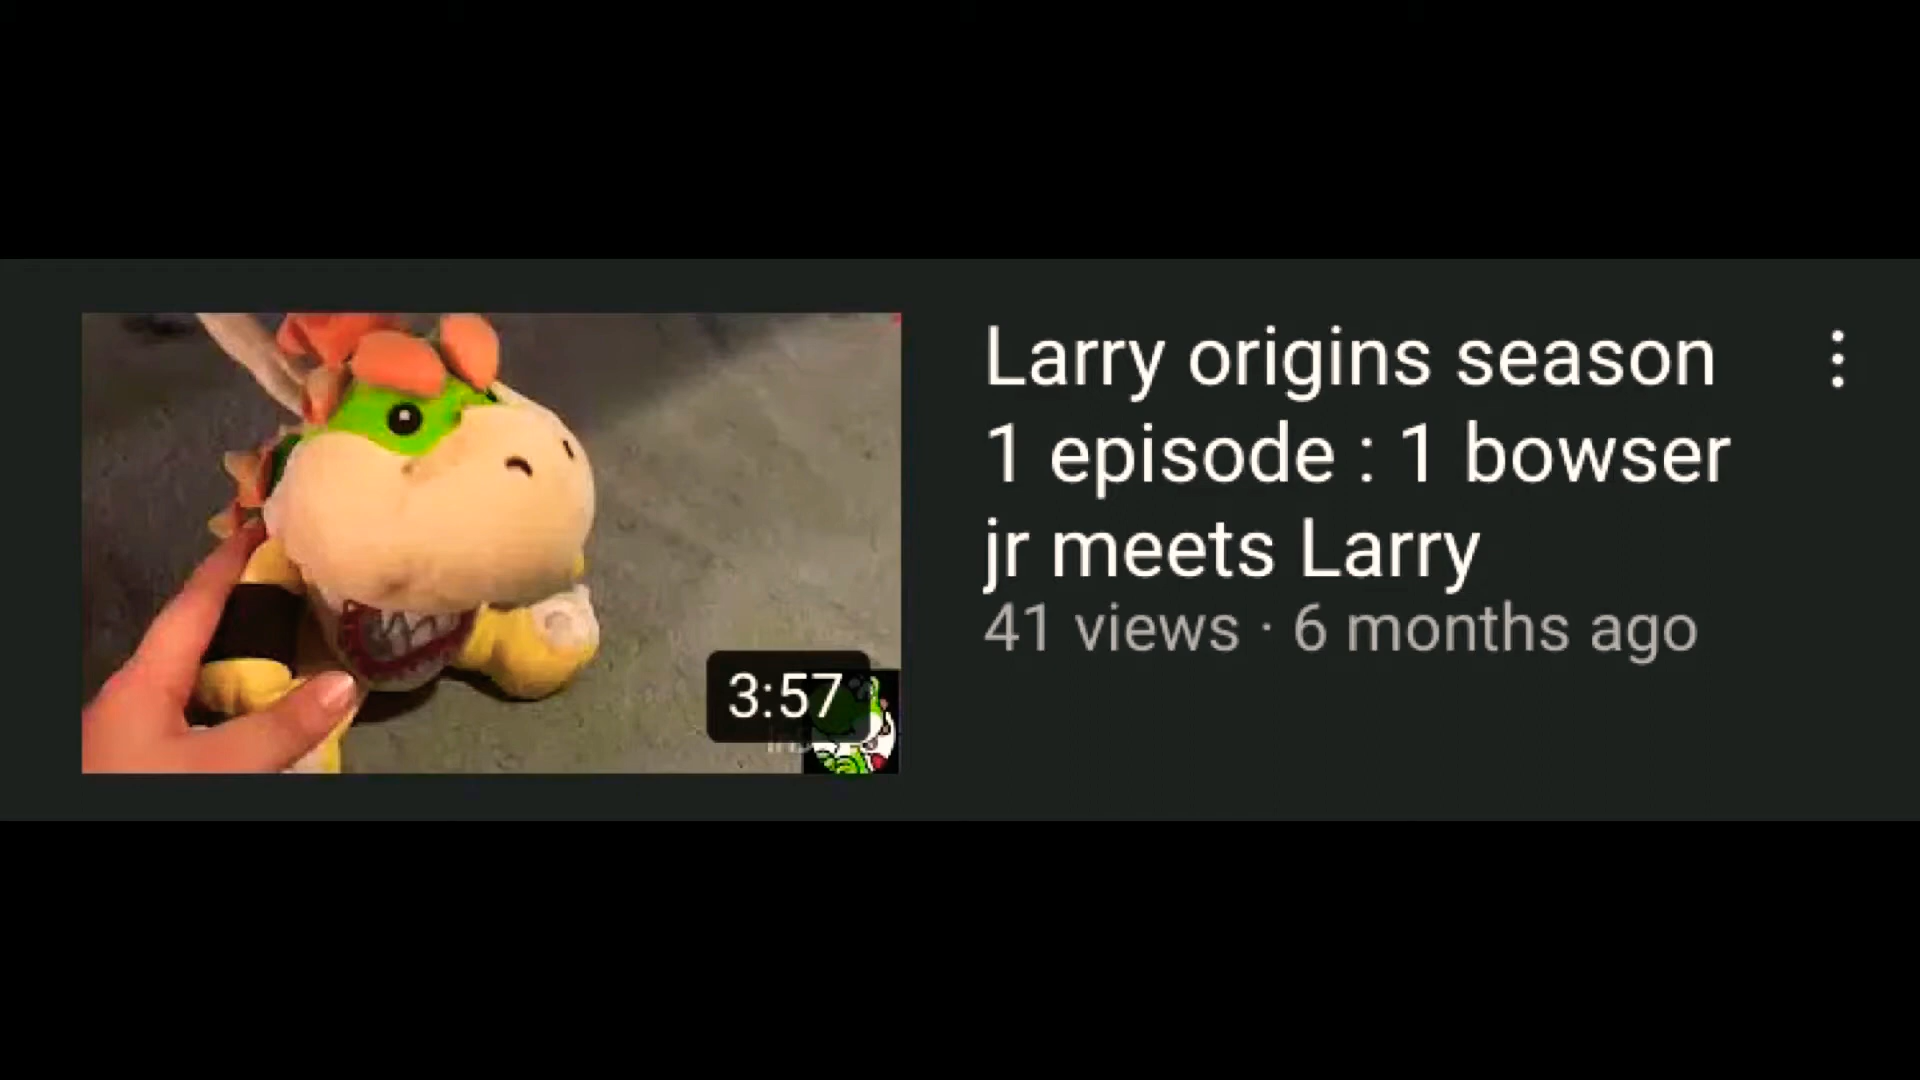 Larry origins season
1 episode : 1 bowser
jr meets Larry
41 views · 6 months ago
3:57